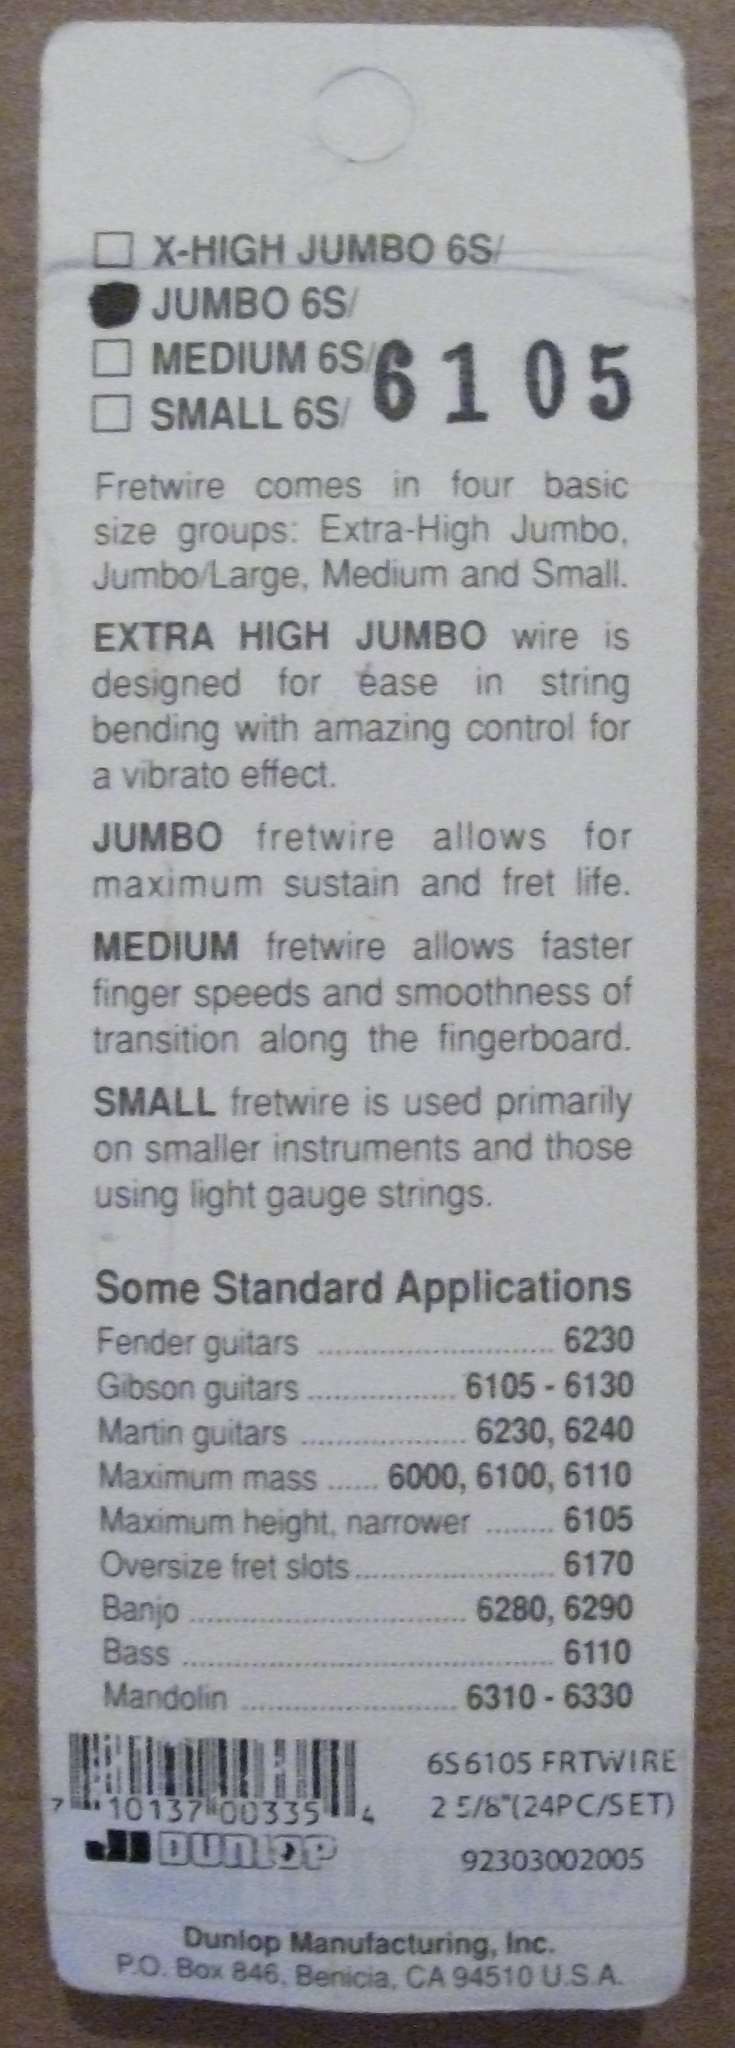 X-HIGH JUMBO 6S/
JUMBO 6S/
MEDIUM 6S/
SMALL 6S/
6105
Fretwire comes in four basic
size groups: Extra-High Jumbo,
Jumbo/Large, Medium and Small.
EXTRA HIGH JUMBO wire is
designed for ease in string
bending with amazing control for
a vibrato effect.
JUMBO fretwire allows for
maximum sustain and fret life.
MEDIUM fretwire allows faster
finger speeds and smoothness of
transition along the fingerboard.
SMALL fretwire is used primarily
on smaller instruments and those
using light gauge strings.
Some Standard Applications
Fender guitars ........................... 6230
Gibson guitars ................. 6105 - 6130
Martin guitars ................... 6230, 6240
Maximum mass ...... 6000, 6100, 6110
Maximum height, narrower ........ 6105
Oversize fret slots....................... 6170
Banjo ................................ 6280, 6290
Bass ........................................... 6110
Mandolin ......................... 6310 - 6330
7 10137 00335 4
6S6105 FRTWIRE
2 5/8"(24PC/SET)
92303002005
DUNLOP
Dunlop Manufacturing, Inc.
P.O. Box 846, Benicia, CA 94510 U.S.A.